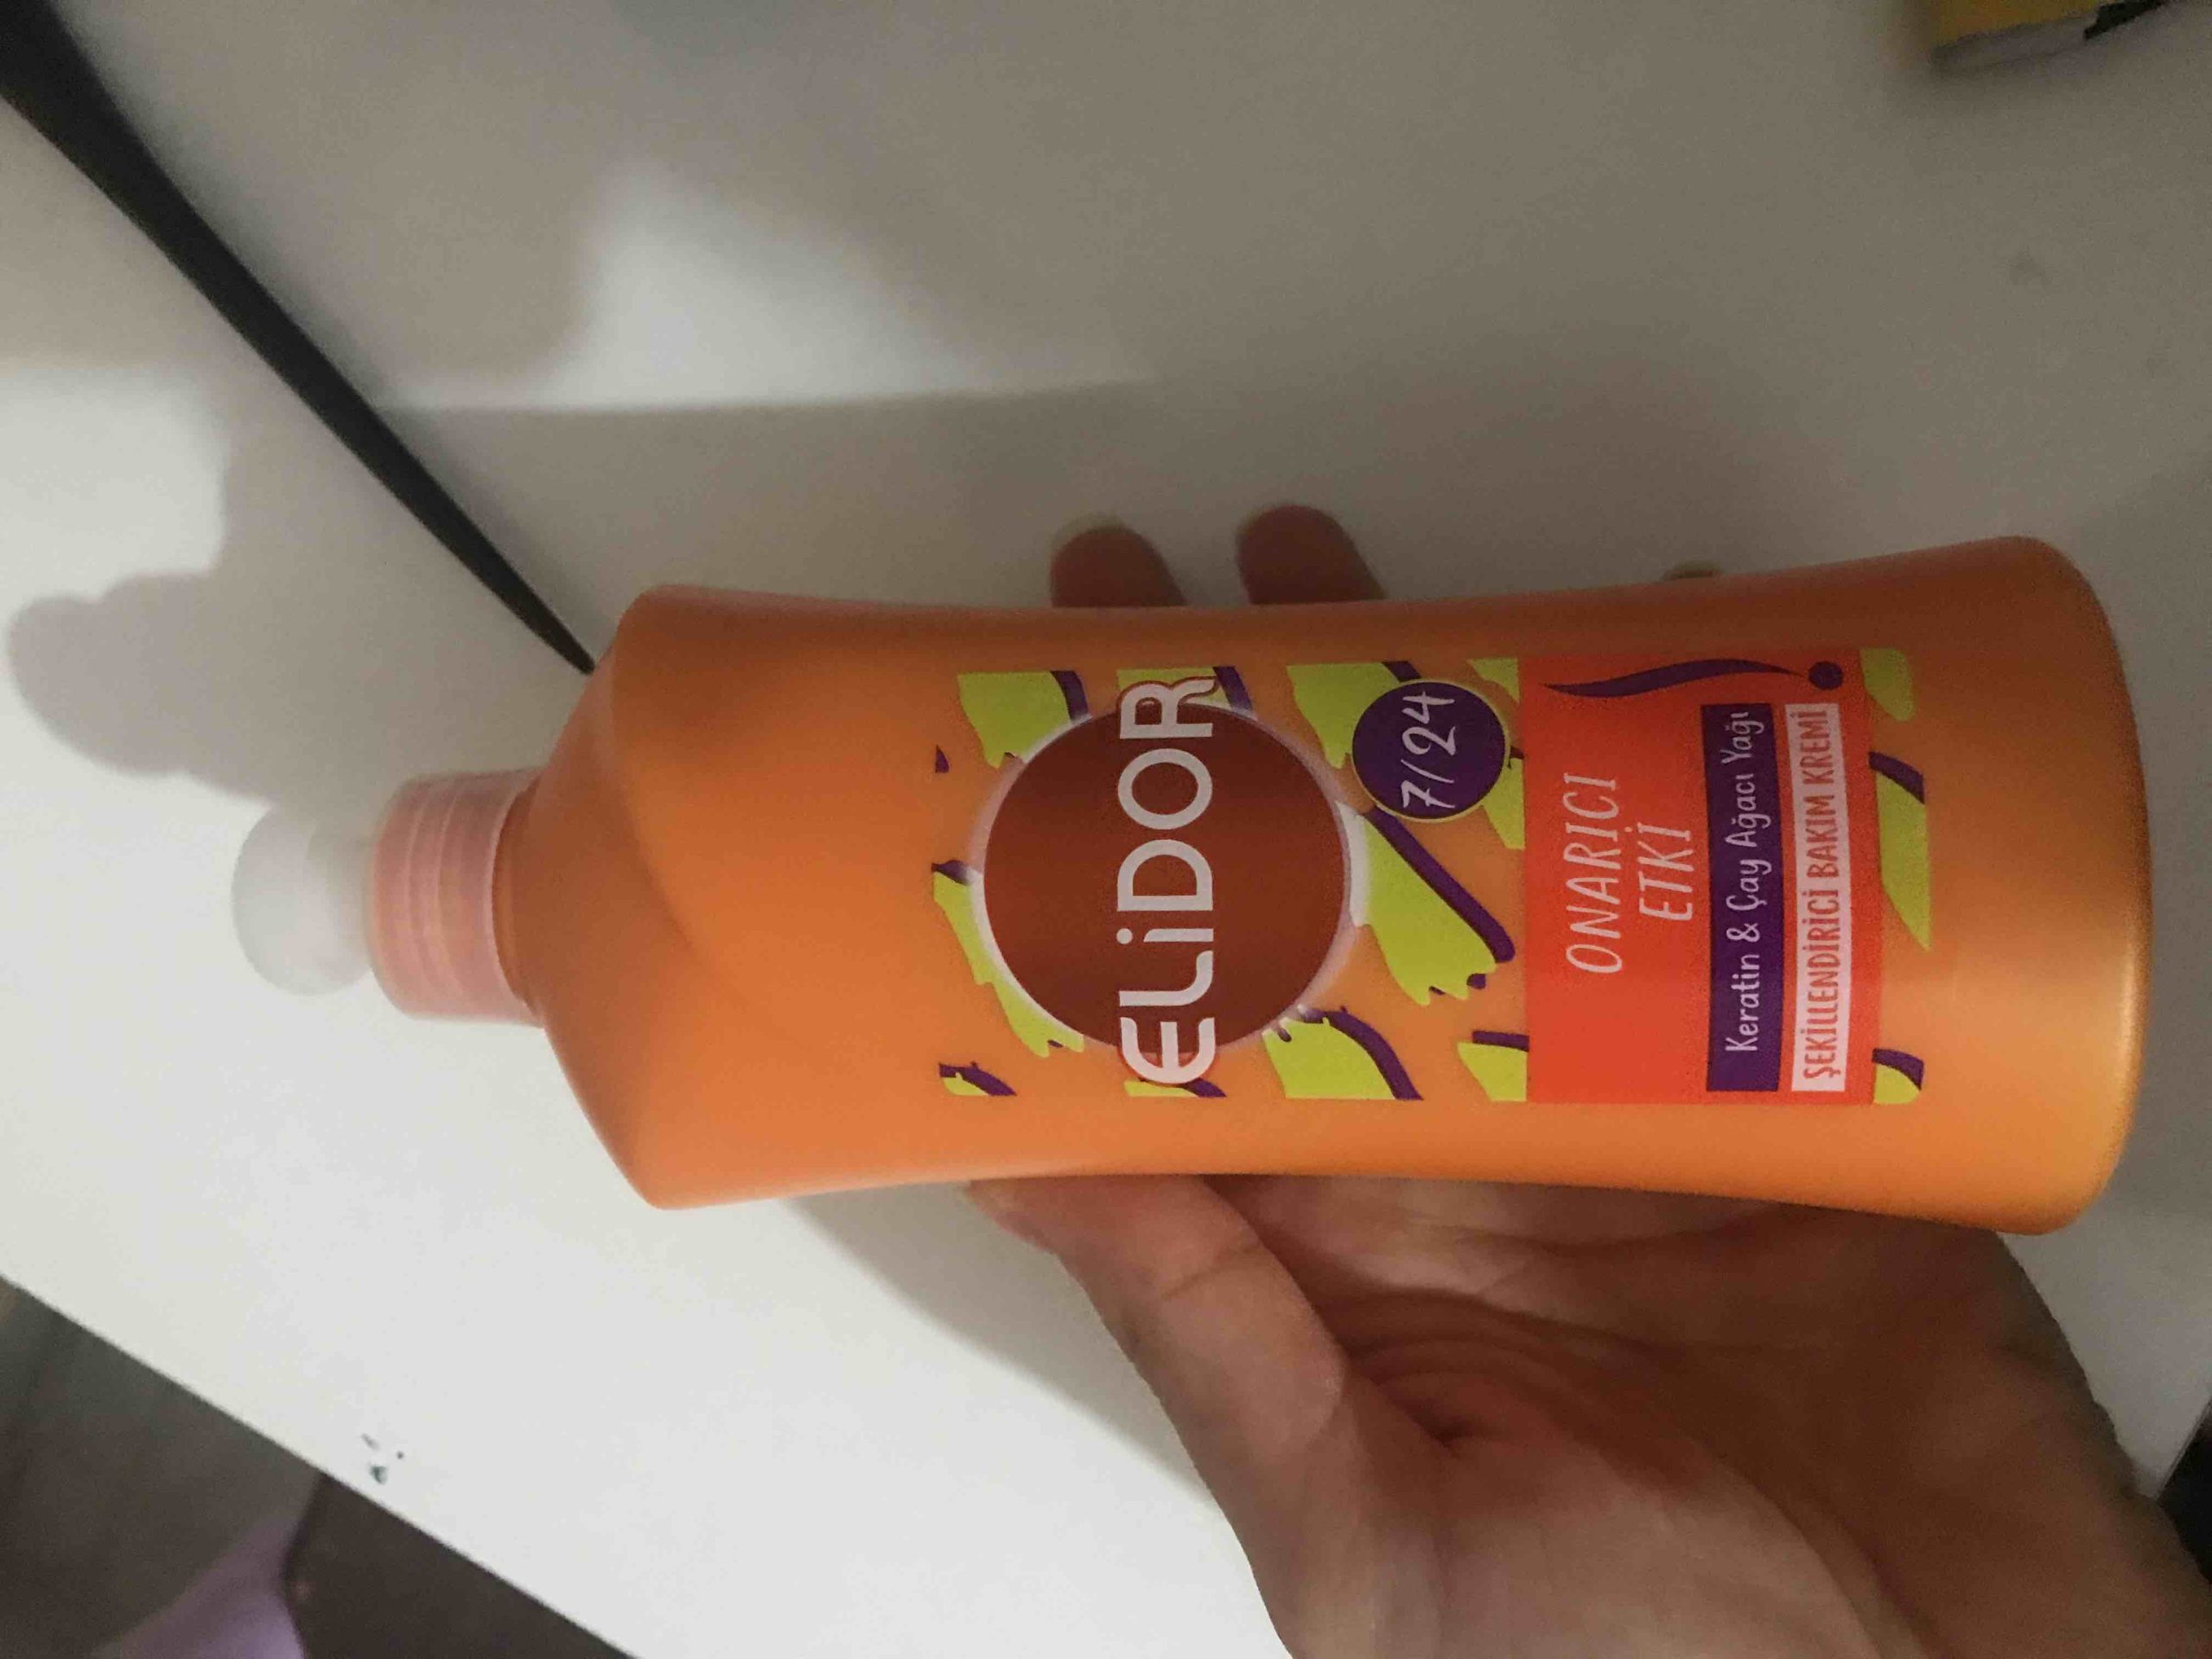 ELiDOR
7/24
ONARICI
ETKİ
Keratin & Çay Ağacı Yağı
ŞEKİLLENDİRİCİ BAKIM KREMİ